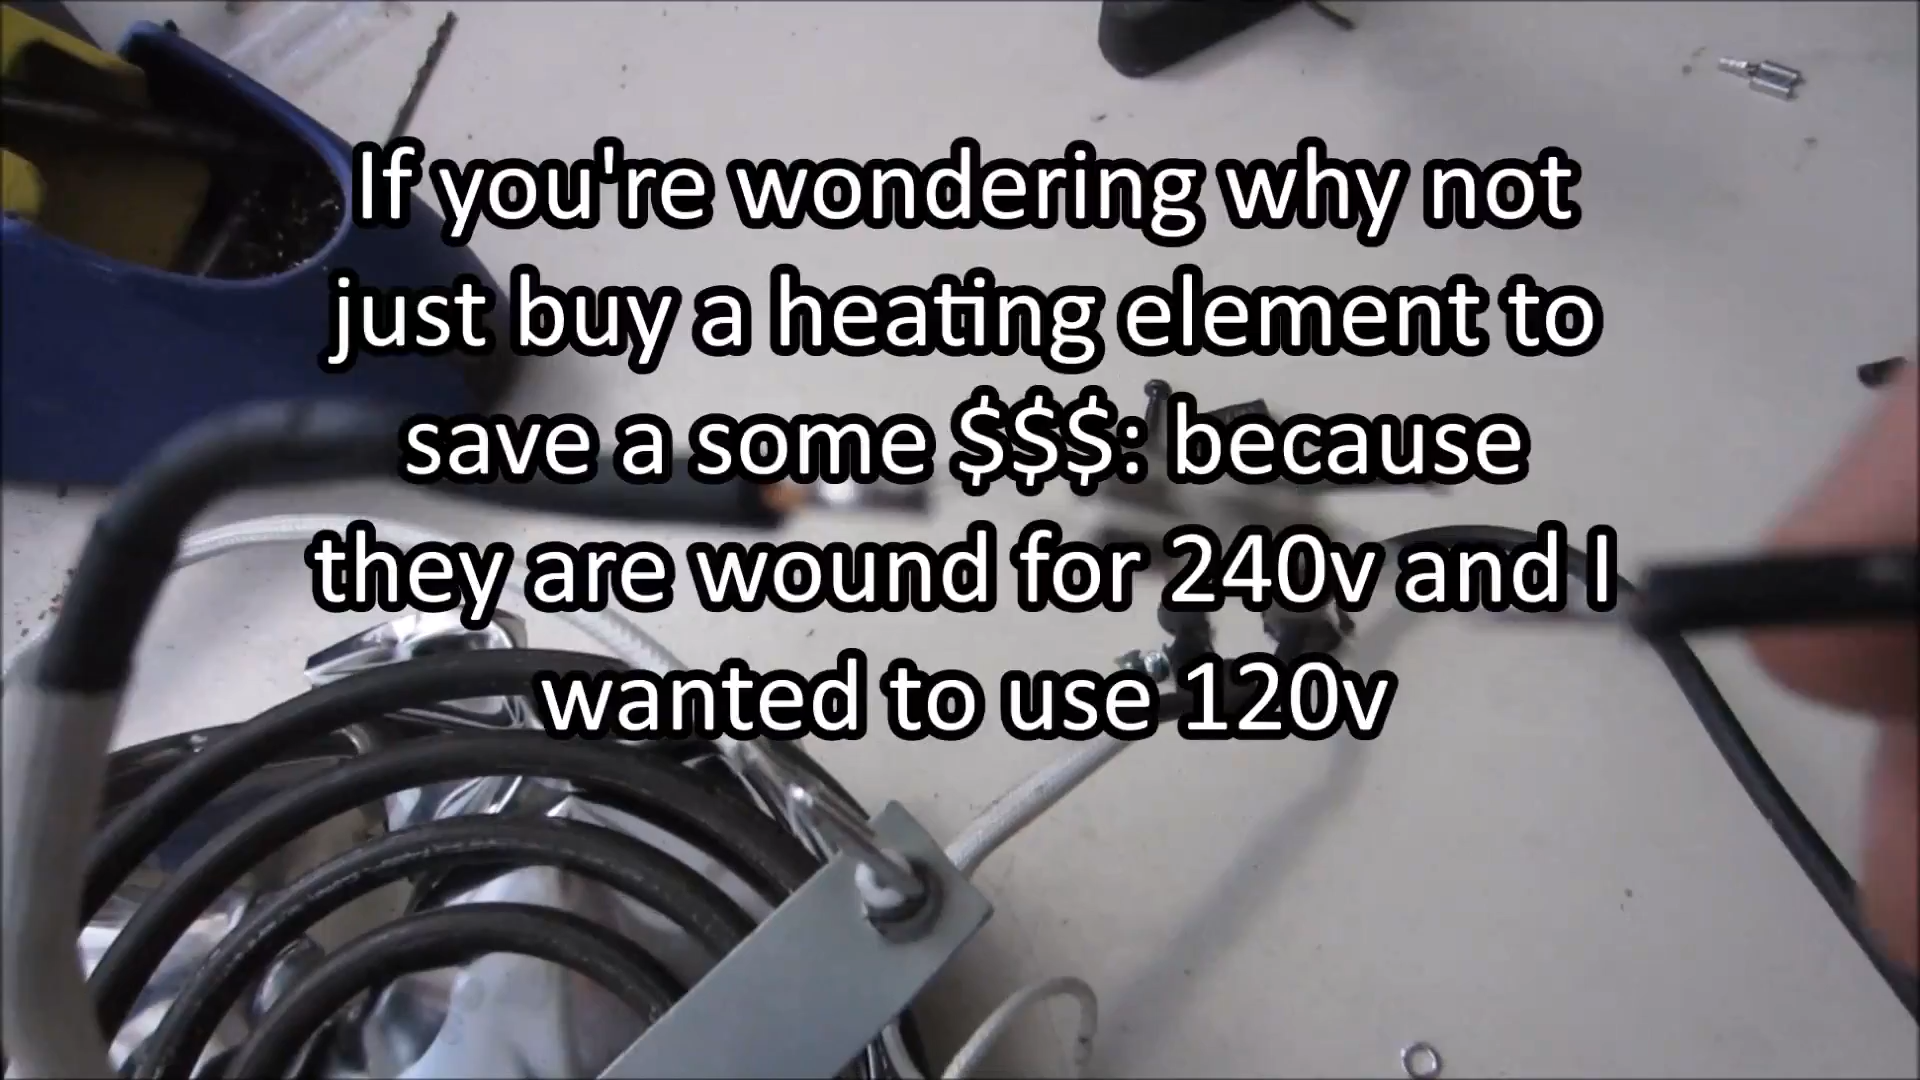 If you're wondering why not
just buy a heating element to
save a some $$$: because
they are wound for 240v and I
wanted to use 120v